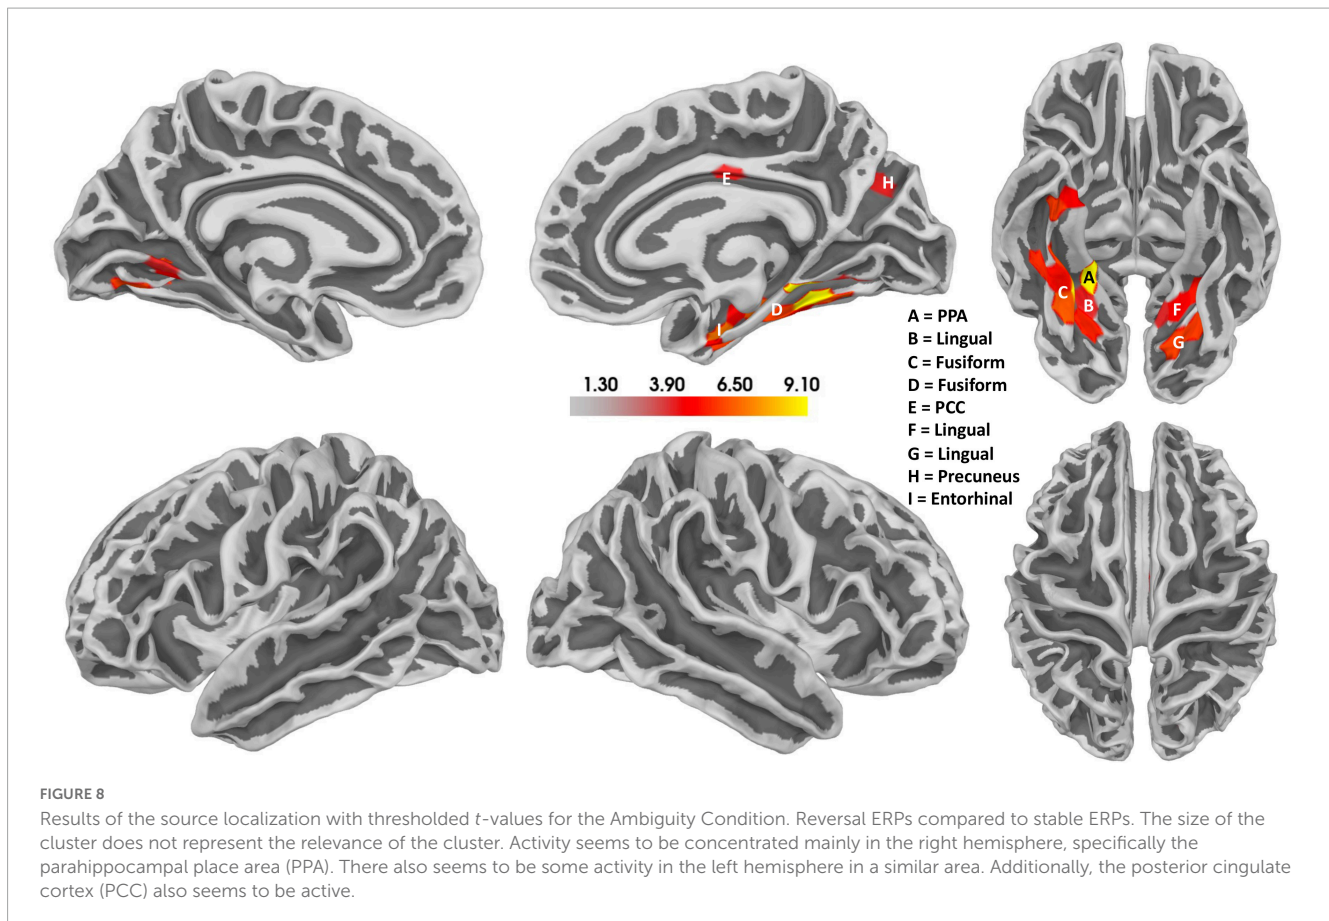 E
H
D
I
A
C
B
F
G
1.30 3.90 6.50 9.10
A = PPA
B = Lingual
C = Fusiform
D = Fusiform
E = PCC
F = Lingual
G = Lingual
H = Precuneus
I = Entorhinal
FIGURE 8
Results of the source localization with thresholded t-values for the Ambiguity Condition. Reversal ERPs compared to stable ERPs. The size of the
cluster does not represent the relevance of the cluster. Activity seems to be concentrated mainly in the right hemisphere, specifically the
parahippocampal place area (PPA). There also seems to be some activity in the left hemisphere in a similar area. Additionally, the posterior cingulate
cortex (PCC) also seems to be active.